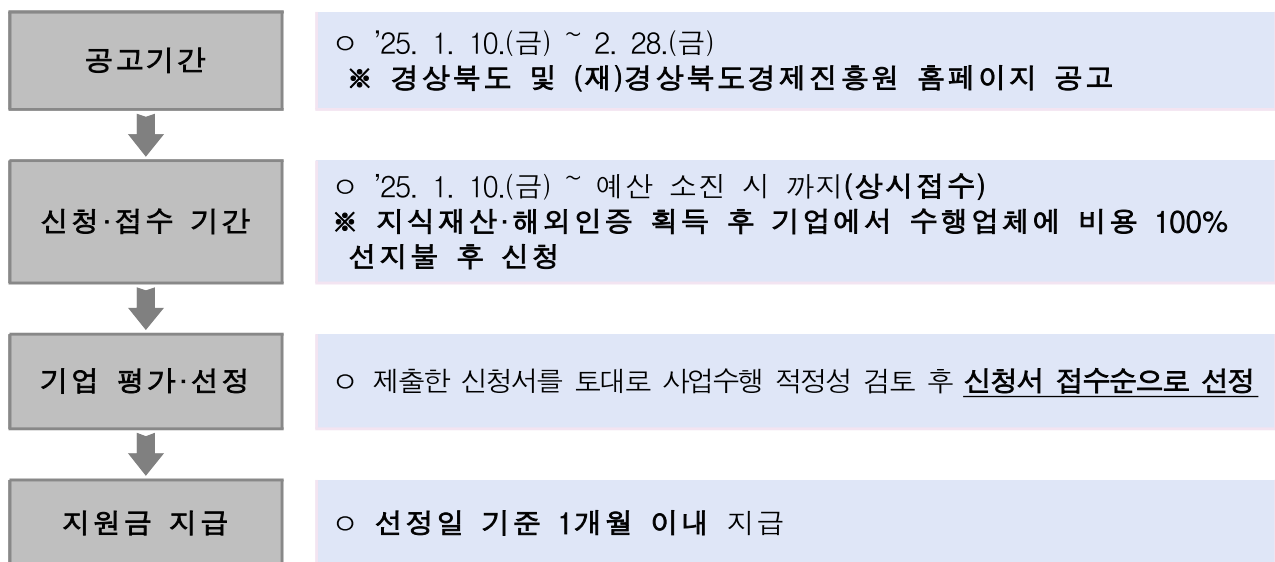 공고기간
ㅇ '25. 1. 10.(금) ~ 2. 28.(금)
※ 경상북도 및 (재)경상북도경제진흥원 홈페이지 공고
신청·접수 기간
ㅇ '25. 1. 10.(금) ~ 예산 소진 시 까지(상시접수)
※ 지식재산·해외인증 획득 후 기업에서 수행업체에 비용 100%
선지불 후 신청
기업 평가·선정
ㅇ 제출한 신청서를 토대로 사업수행 적정성 검토 후 신청서 접수순으로 선정
지원금 지급
ㅇ 선정일 기준 1개월 이내 지급